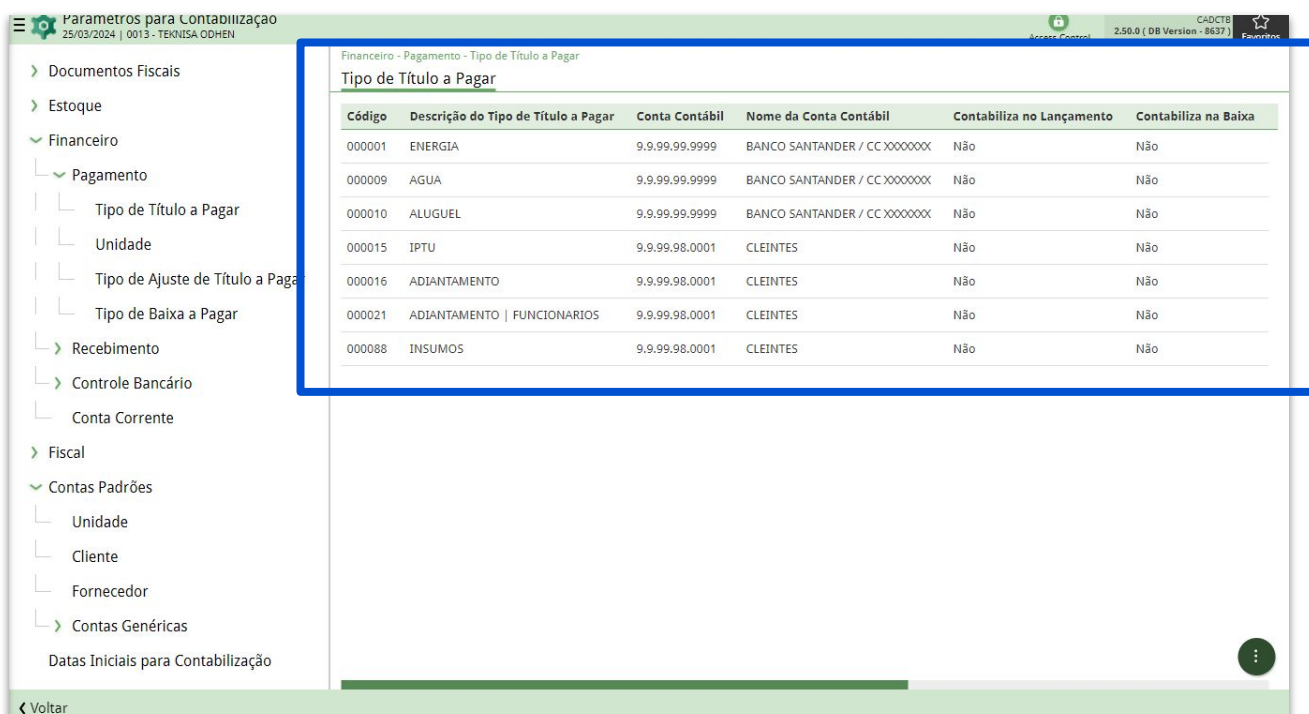 Parâmetros para Contabilização
25/03/2024 | 0013 - TEKNISA ODHEN
Access Control
CADCTB
2.50.0 ( DB Version - 8637 )
Favoritos
Documentos Fiscais
Estoque
Financeiro
Pagamento
Tipo de Título a Pagar
Unidade
Tipo de Ajuste de Título a Pagar
Tipo de Baixa a Pagar
Recebimento
Controle Bancário
Conta Corrente
Fiscal
Contas Padrões
Unidade
Cliente
Fornecedor
Contas Genéricas
Datas Iniciais para Contabilização
Financeiro - Pagamento - Tipo de Título a Pagar
Tipo de Título a Pagar
Código Descrição do Tipo de Título a Pagar Conta Contábil Nome da Conta Contábil Contabiliza no Lançamento Contabiliza na Baixa
000001 ENERGIA 9.9.99.99.9999 BANCO SANTANDER / CC XXXXXXX Não Não
000009 AGUA 9.9.99.99.9999 BANCO SANTANDER / CC XXXXXXX Não Não
000010 ALUGUEL 9.9.99.99.9999 BANCO SANTANDER / CC XXXXXXX Não Não
000015 IPTU 9.9.99.98.0001 CLEINTES Não Não
000016 ADIANTAMENTO 9.9.99.98.0001 CLEINTES Não Não
000021 ADIANTAMENTO | FUNCIONARIOS 9.9.99.98.0001 CLEINTES Não Não
000088 INSUMOS 9.9.99.98.0001 CLEINTES Não Não
Voltar